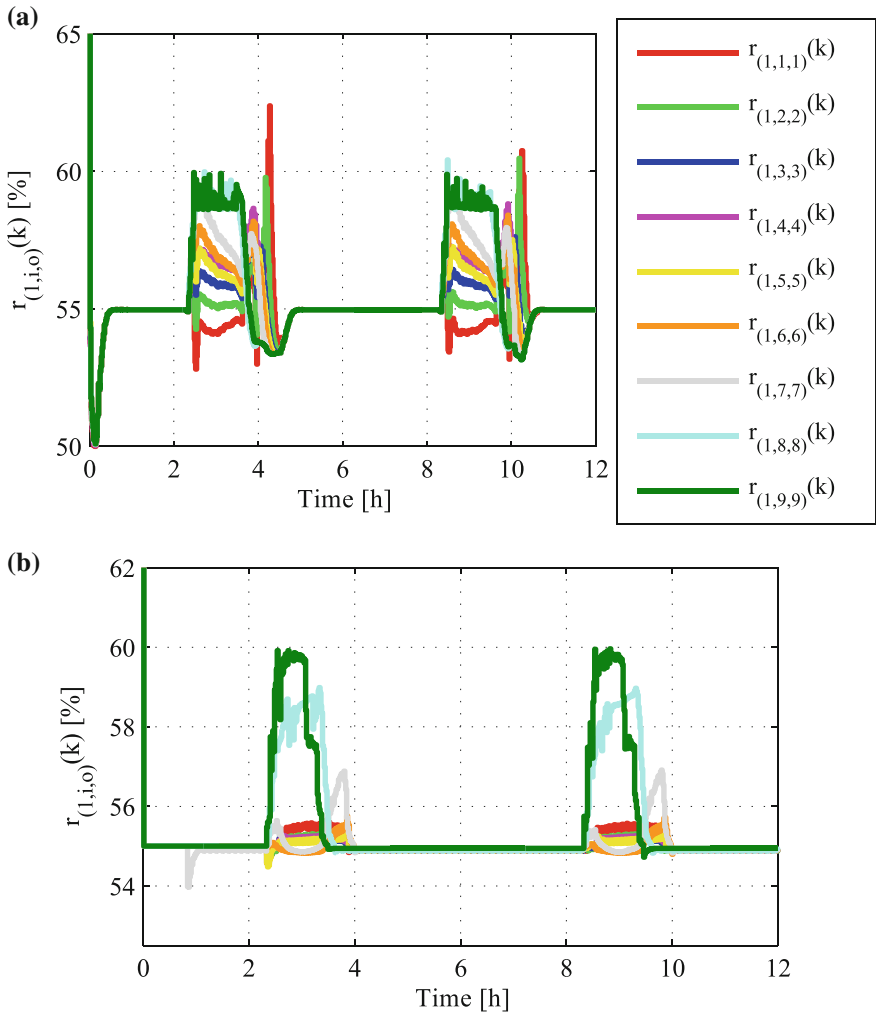 (a)
65
60
55
50
0
2
4
6
8
10
12
r(1,i,o)(k) [%]
Time [h]
r(1,1,1)(k)
r(1,2,2)(k)
r(1,3,3)(k)
r(1,4,4)(k)
r(1,5,5)(k)
r(1,6,6)(k)
r(1,7,7)(k)
r(1,8,8)(k)
r(1,9,9)(k)
(b)
62
60
58
56
54
0
2
4
6
8
10
12
r(1,i,o)(k) [%]
Time [h]